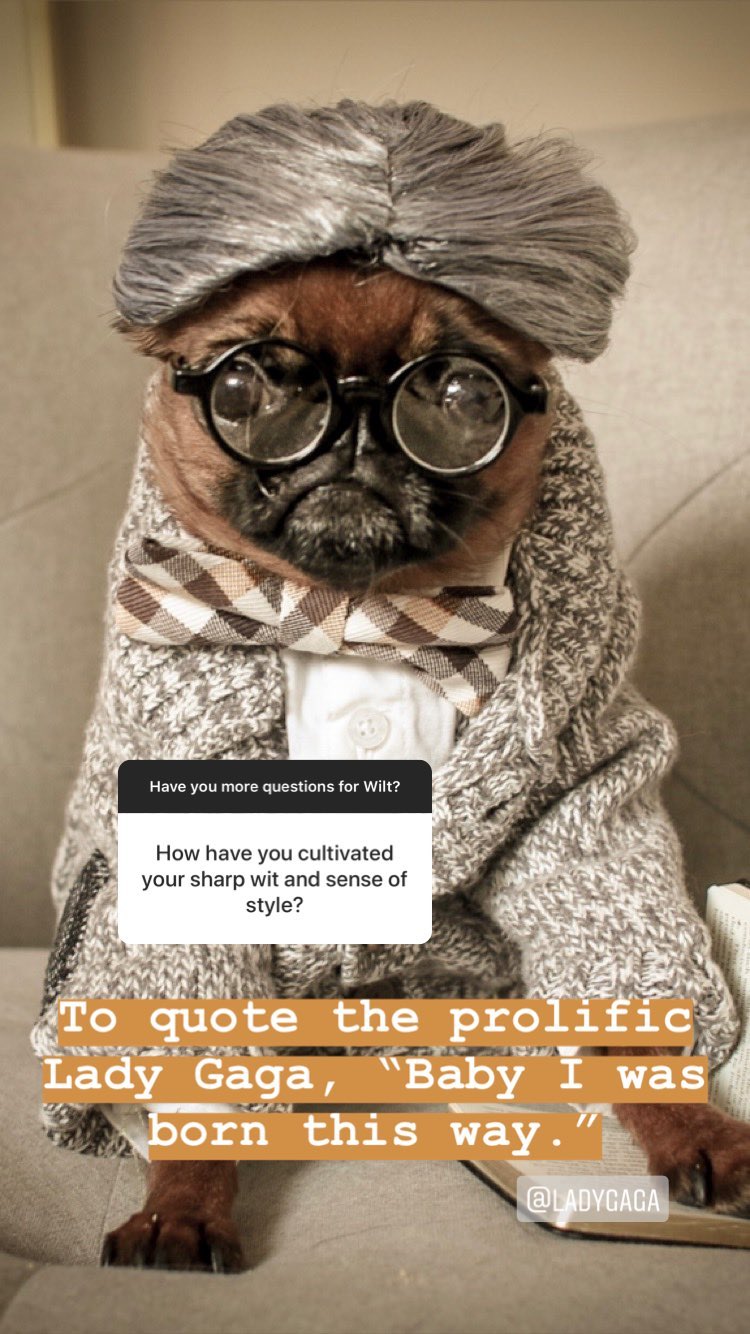 Have you more questions for Wilt?
How have you cultivated
your sharp wit and sense of
style?
To quote the prolific
Lady Gaga, “Baby I was
born this way.”
@LADYGAGA